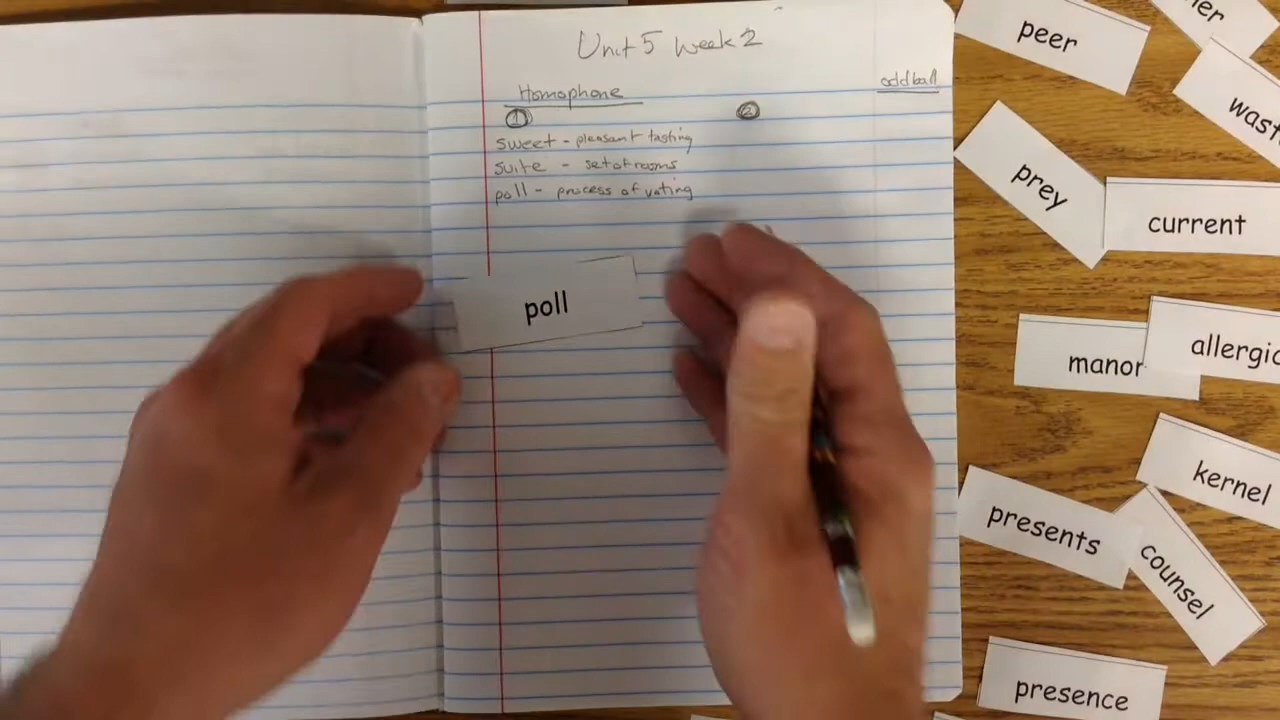 Unit 5 Week 2
Homophone
oddball
① ②
sweet - pleasant tasting
suite - set of rooms
poll - process of voting
poll
peer
prey
current
manor
allergic
kernel
presents
counsel
presence